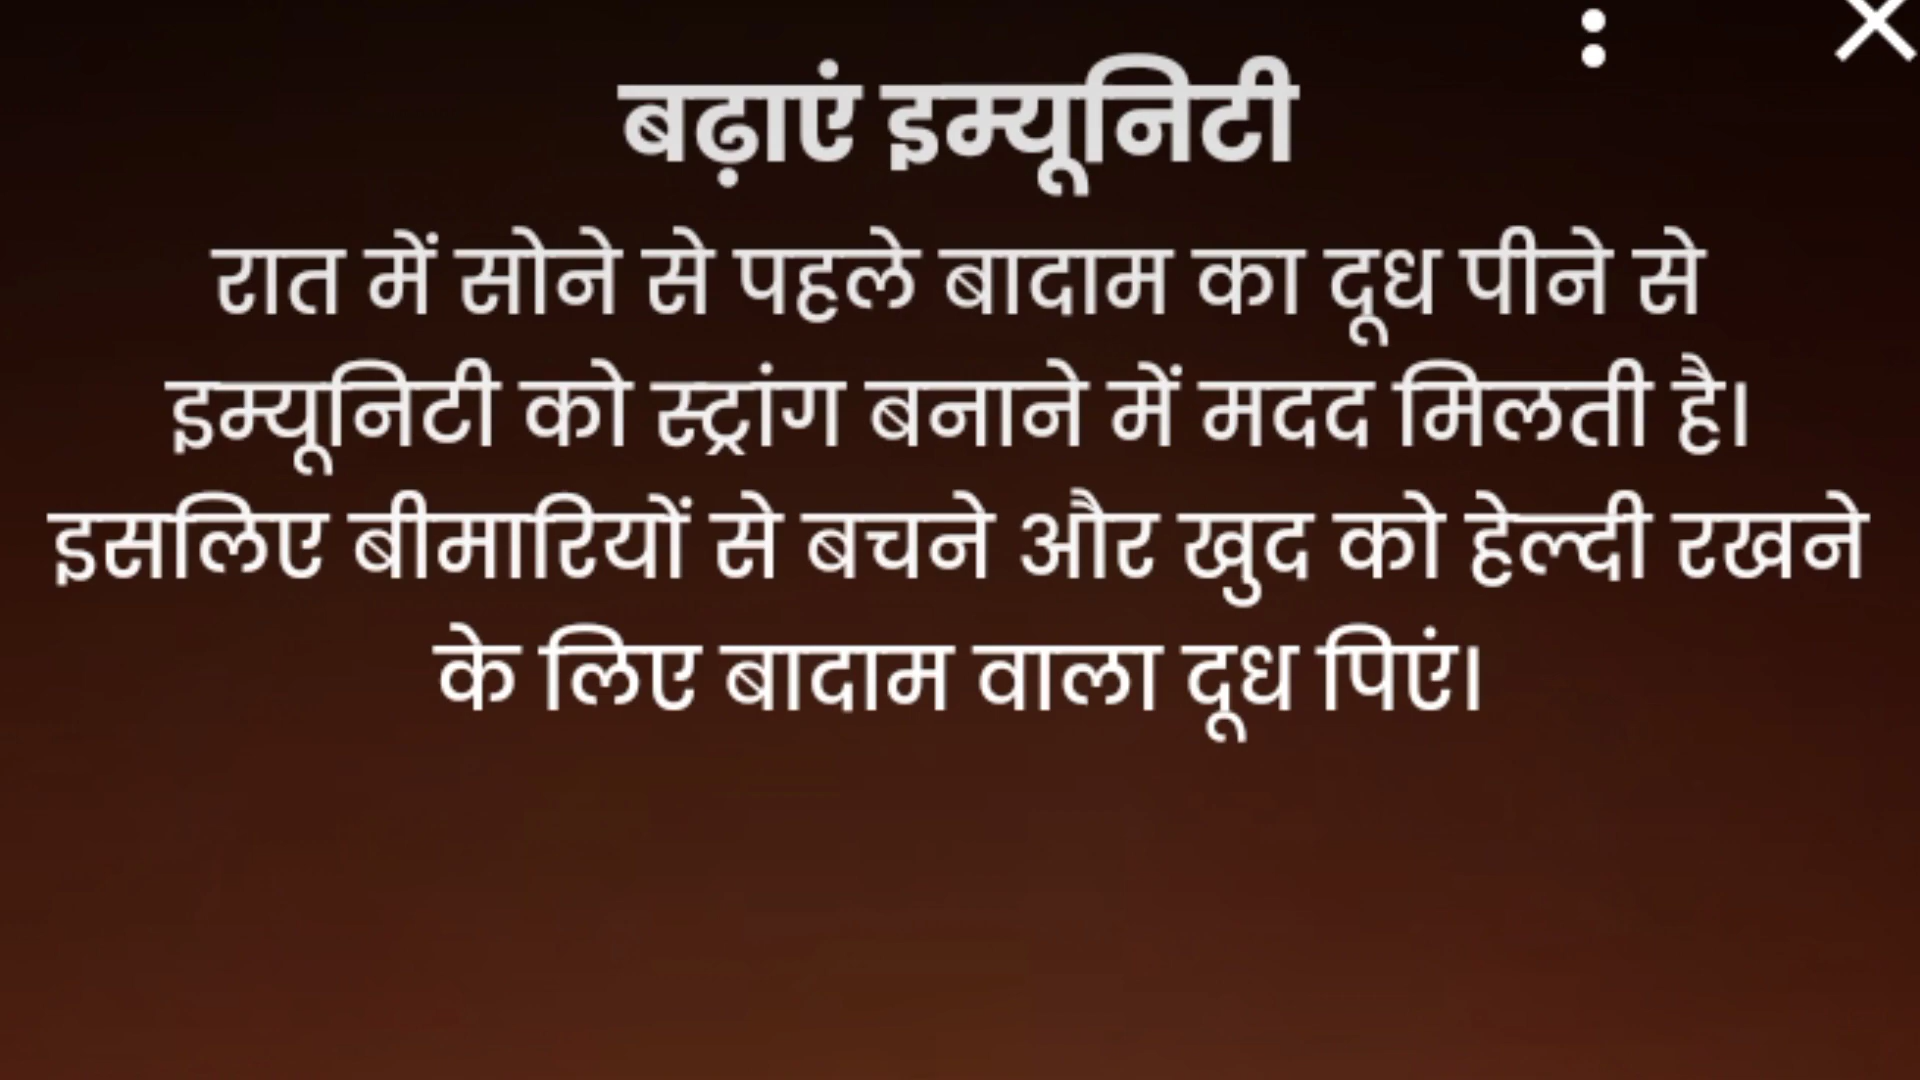 बढ़ाएं इम्यूनिटी
रात में सोने से पहले बादाम का दूध पीने से
इम्यूनिटी को स्ट्रांग बनाने में मदद मिलती है।
इसलिए बीमारियों से बचने और खुद को हेल्दी रखने
के लिए बादाम वाला दूध पिएं।